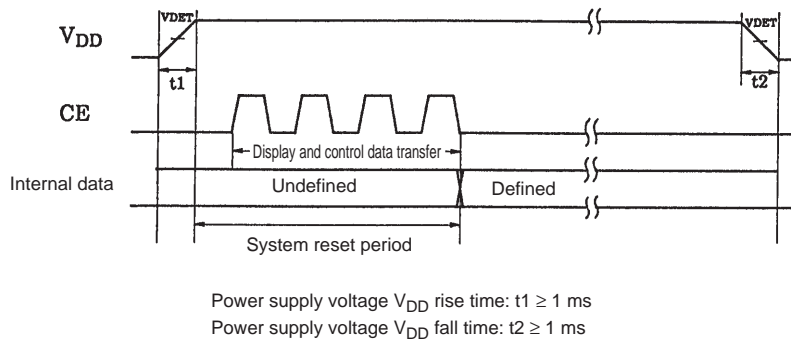 VDET VDET
VDD
t1 t2
CE
Display and control data transfer
Internal data Undefined Defined
System reset period
Power supply voltage VDD rise time: t1 ≥ 1 ms
Power supply voltage VDD fall time: t2 ≥ 1 ms